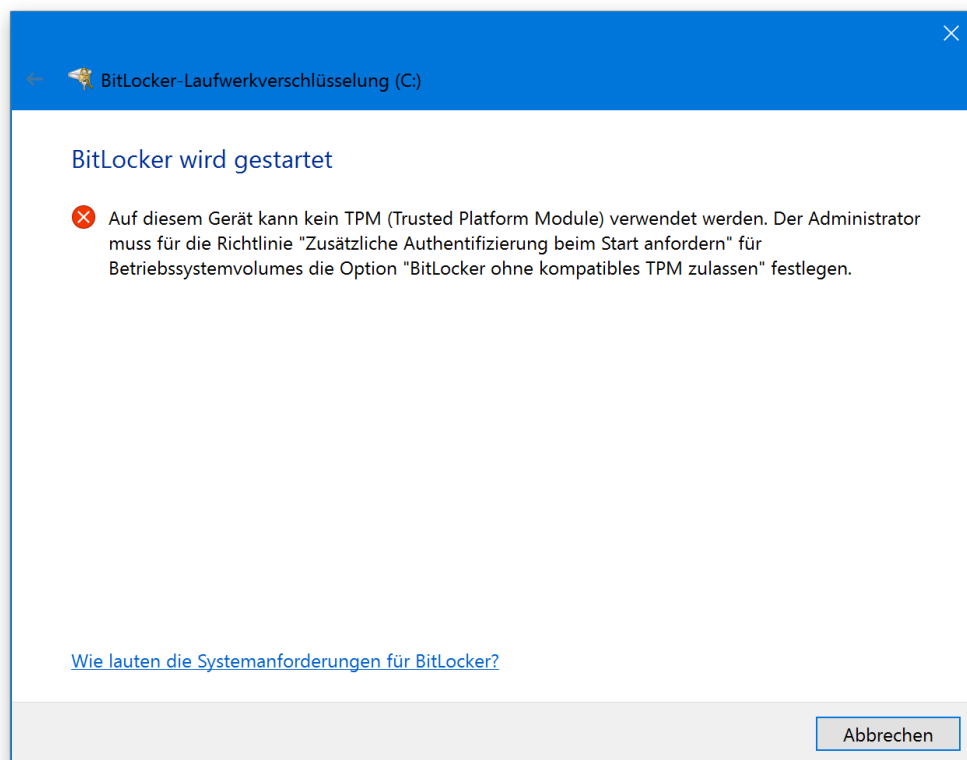 BitLocker-Laufwerkverschlüsselung (C:)
BitLocker wird gestartet
Auf diesem Gerät kann kein TPM (Trusted Platform Module) verwendet werden. Der Administrator
muss für die Richtlinie "Zusätzliche Authentifizierung beim Start anfordern" für
Betriebssystemvolumes die Option "BitLocker ohne kompatibles TPM zulassen" festlegen.
Wie lauten die Systemanforderungen für BitLocker?
Abbrechen